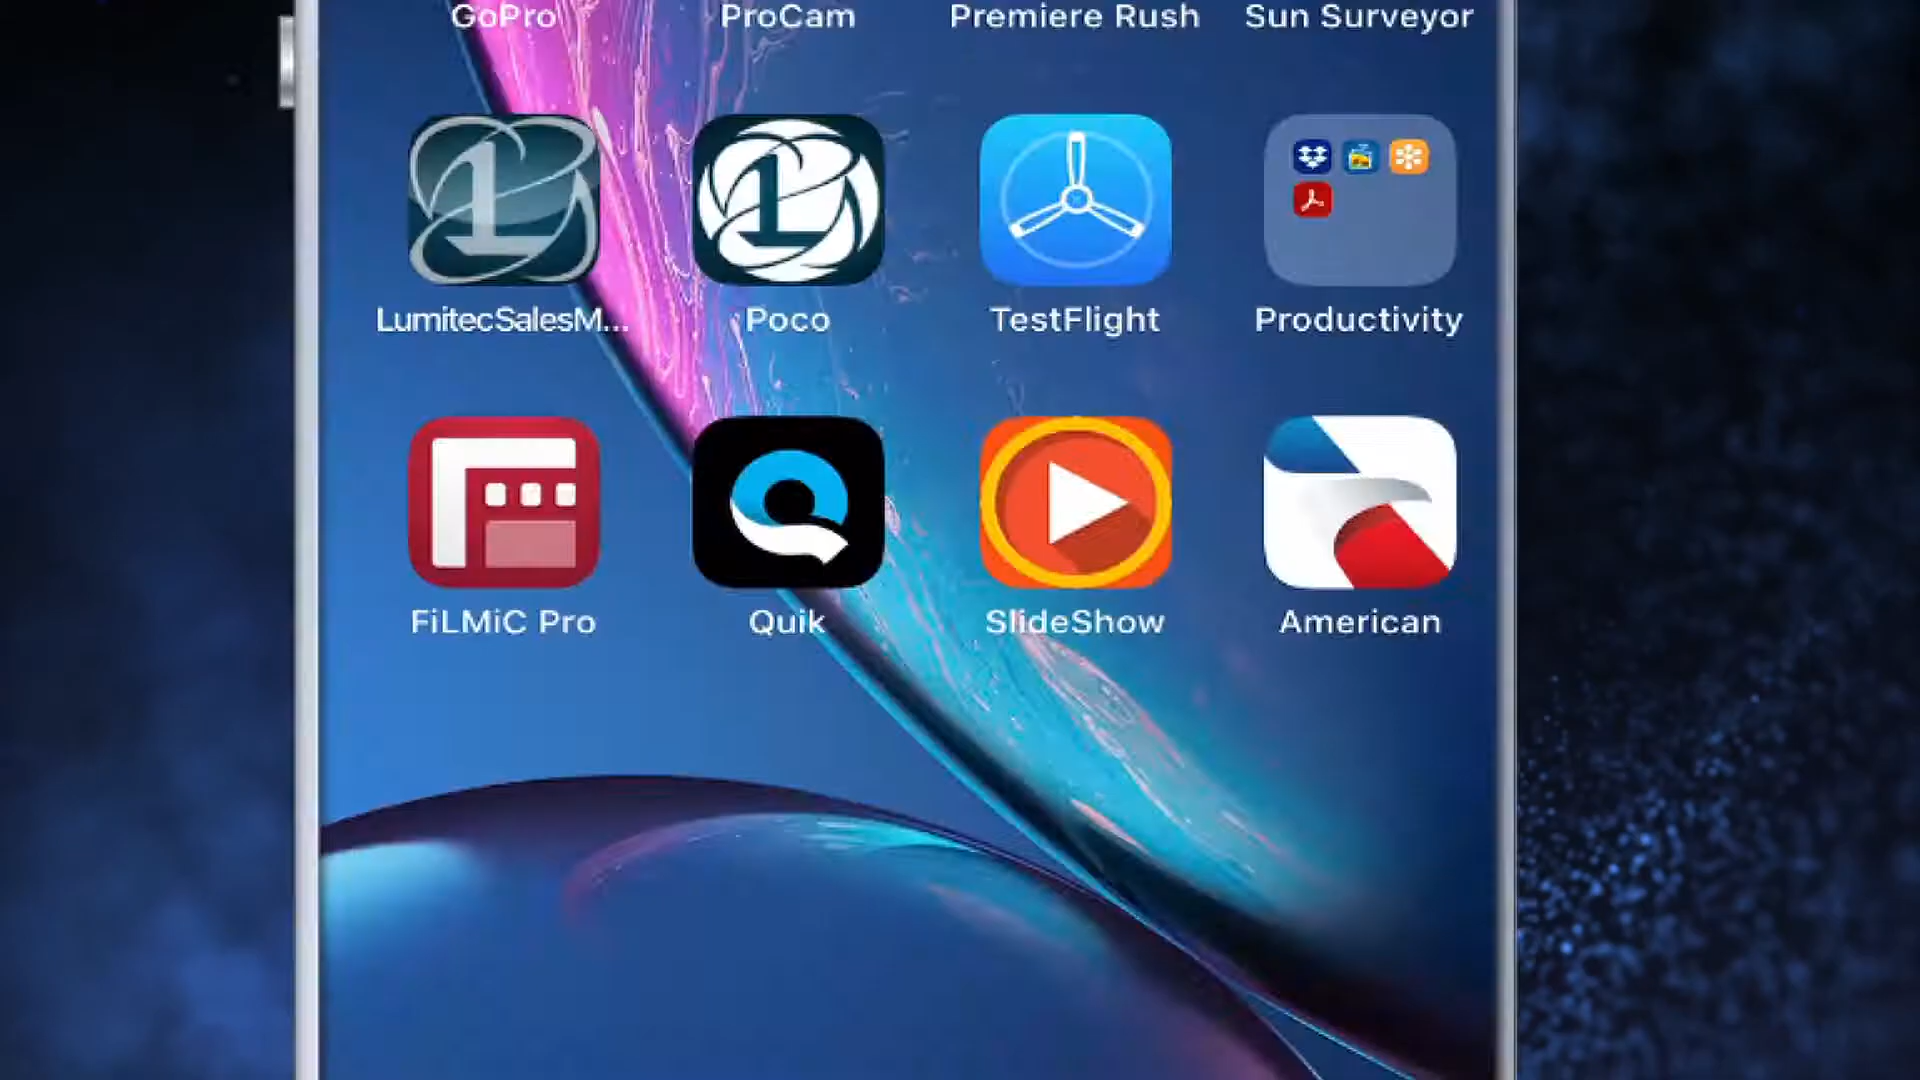 GoPro ProCam Premiere Rush Sun Surveyor
LumitecSalesM... Poco TestFlight Productivity
FiLMiC Pro Quik SlideShow American